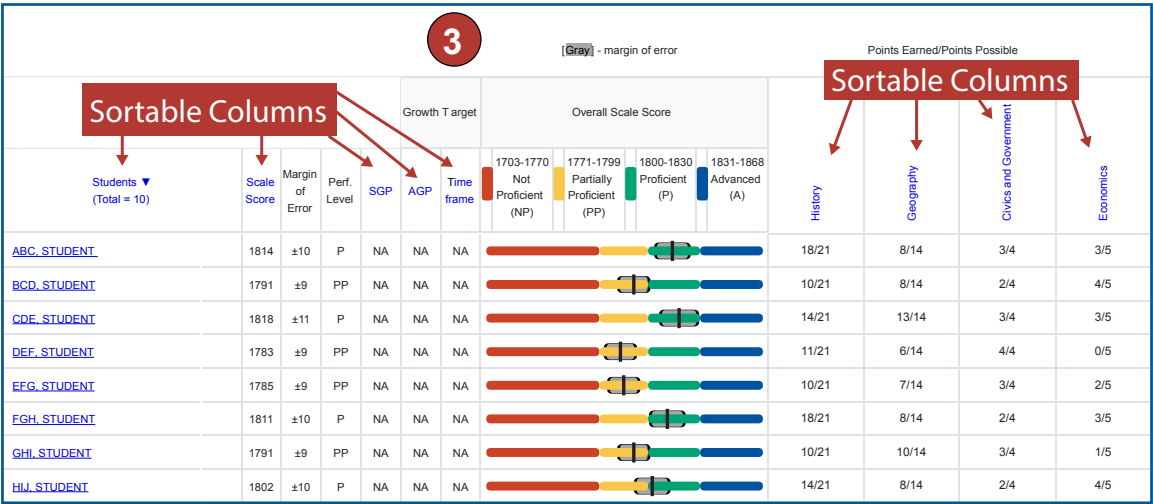 3
[Gray] - margin of error
Points Earned/Points Possible
Sortable Columns
Sortable Columns
Growth T arget
Overall Scale Score
Students ▼
(Total = 10)
Scale
Score
Margin
of
Error
Perf.
Level
SGP
AGP
Time
frame
1703-1770
Not
Proficient
(NP)
1771-1799
Partially
Proficient
(PP)
1800-1830
Proficient
(P)
1831-1868
Advanced
(A)
History
Geography
Civics and Government
Economics
ABC, STUDENT 1814 ±10 P NA NA NA 18/21 8/14 3/4 3/5
BCD, STUDENT 1791 ±9 PP NA NA NA 10/21 8/14 2/4 4/5
CDE, STUDENT 1818 ±11 P NA NA NA 14/21 13/14 3/4 3/5
DEF, STUDENT 1783 ±9 PP NA NA NA 11/21 6/14 4/4 0/5
EFG, STUDENT 1785 ±9 PP NA NA NA 10/21 7/14 3/4 2/5
FGH, STUDENT 1811 ±10 P NA NA NA 18/21 8/14 2/4 3/5
GHI, STUDENT 1791 ±9 PP NA NA NA 10/21 10/14 3/4 1/5
HIJ, STUDENT 1802 ±10 P NA NA NA 14/21 8/14 2/4 4/5